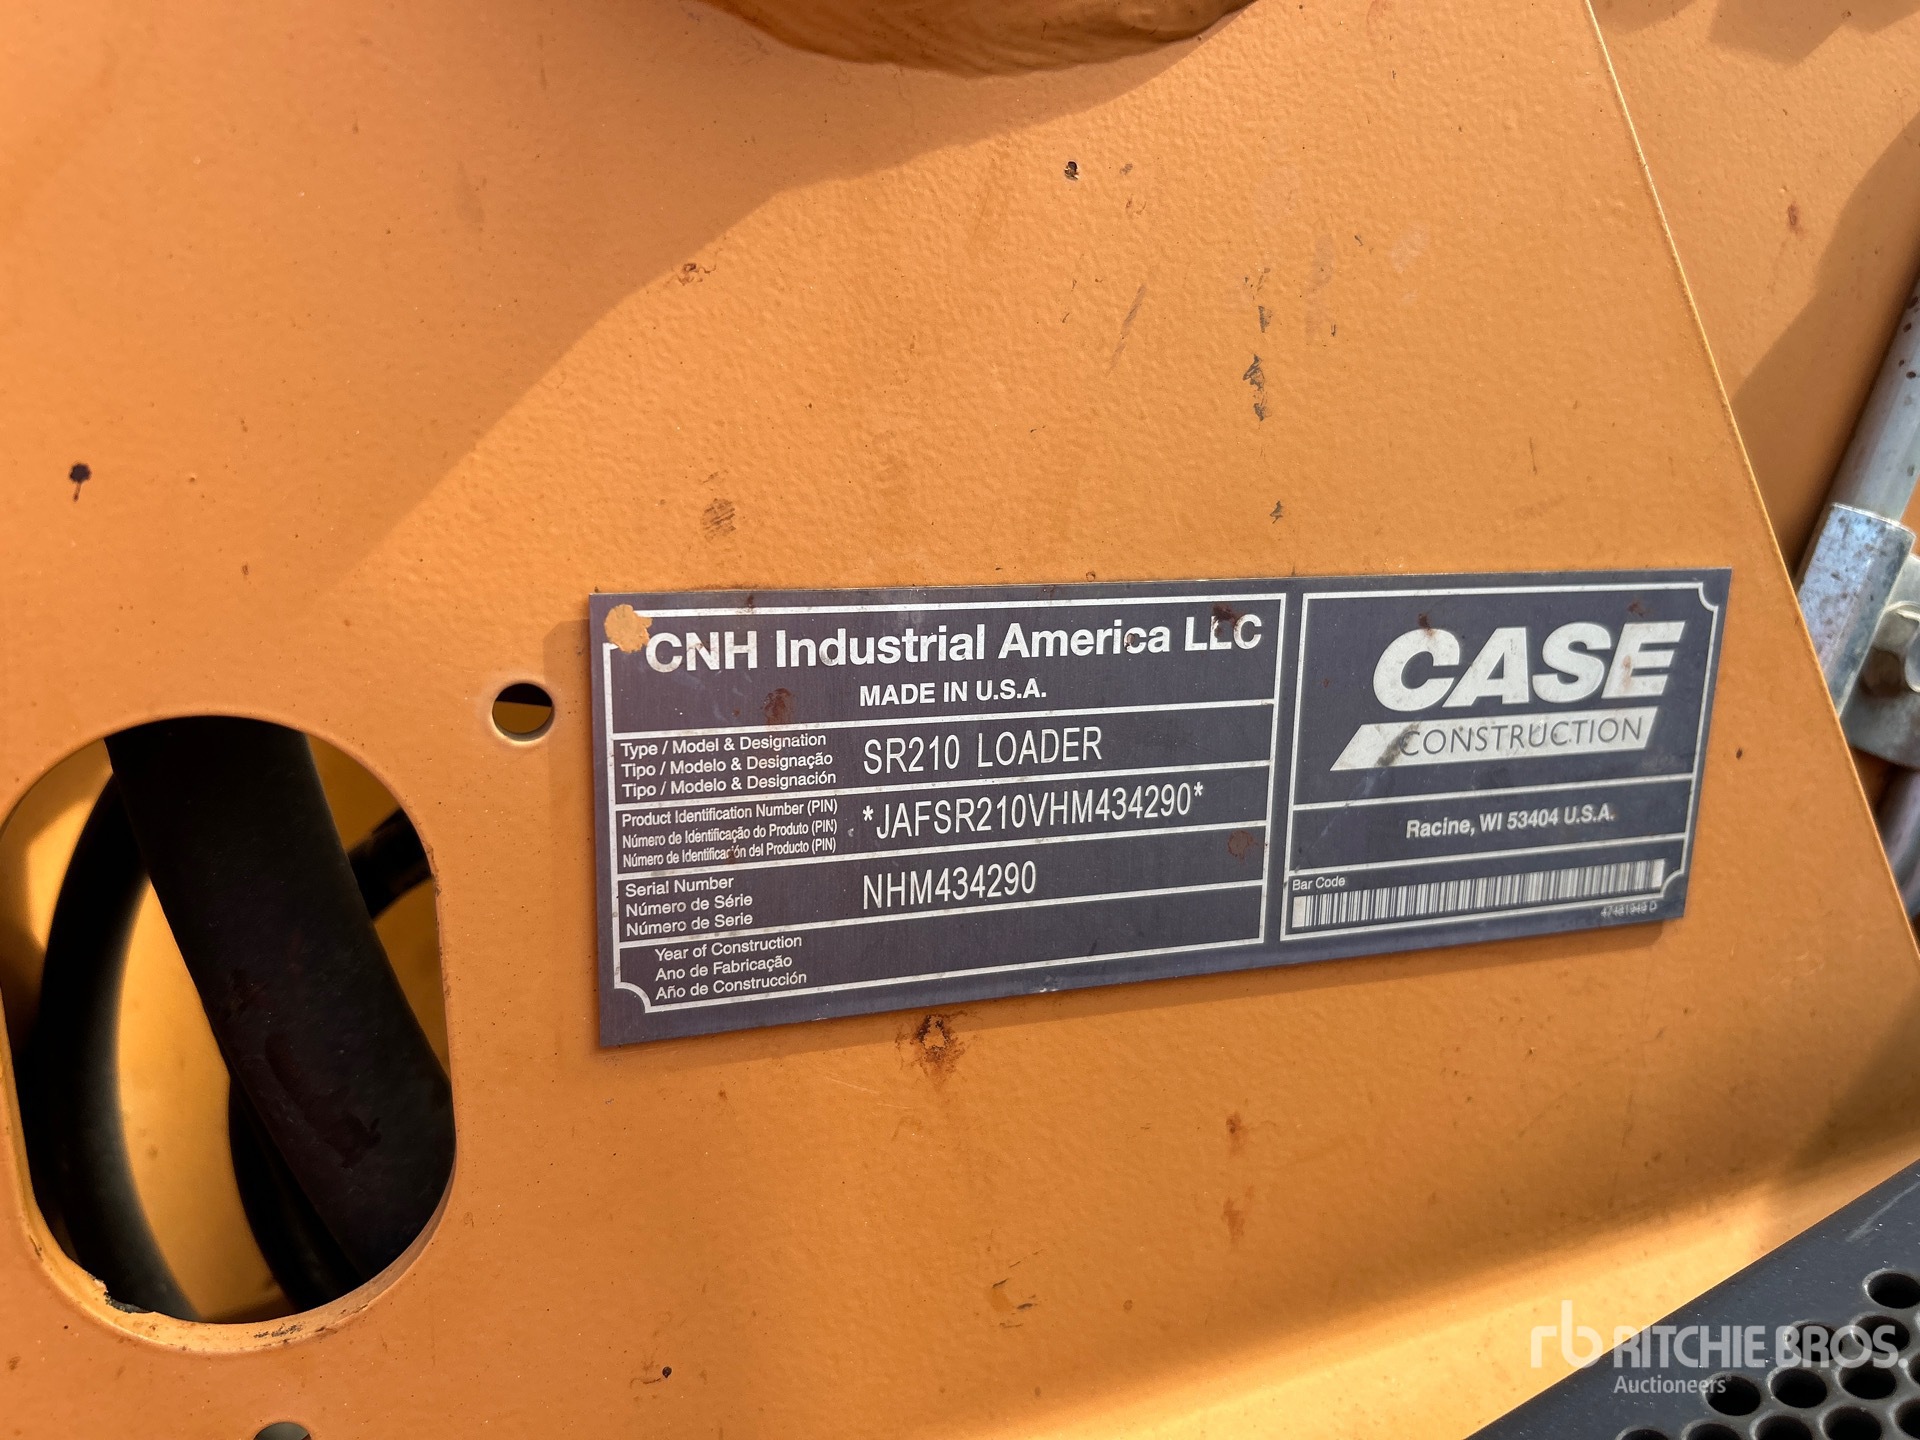 CNH Industrial America LLC
MADE IN U.S.A.
Type / Model & Designation
Tipo / Modelo & Designação
Tipo / Modelo & Designación
SR210 LOADER
Product Identification Number (PIN)
Número de Identificação do Produto (PIN)
Número de Identificación del Producto (PIN)
*JAFSR210VHM434290*
Serial Number
Número de Série
Número de Serie
NHM434290
Year of Construction
Ano de Fabricação
Año de Construcción
CASE
CONSTRUCTION
Racine, WI 53404 U.S.A.
Bar Code
47481949 D
rb RITCHIE BROS.
Auctioneers